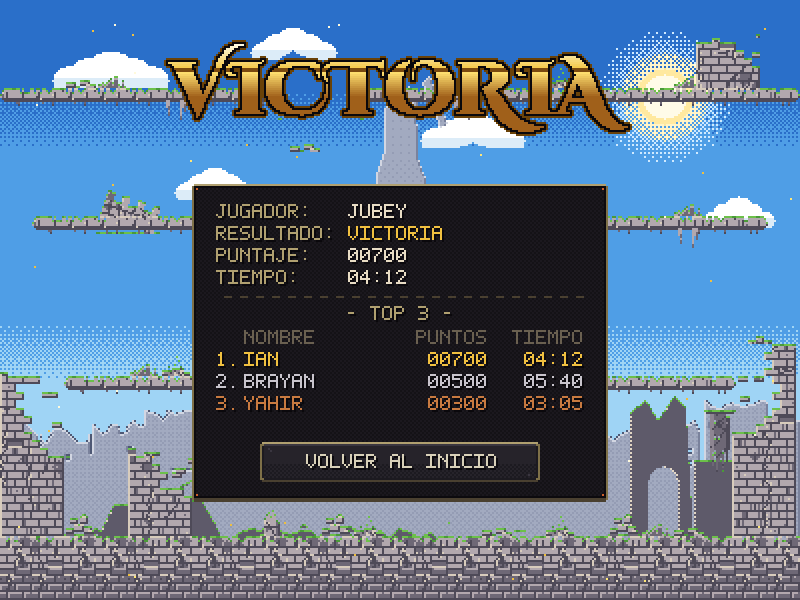 VICTORIA
JUGADOR: JUBEY
RESULTADO: VICTORIA
PUNTAJE: 00700
TIEMPO: 04:12
- TOP 3 -
NOMBRE PUNTOS TIEMPO
1. IAN 00700 04:12
2. BRAYAN 00500 05:40
3. YAHIR 00300 03:05
VOLVER AL INICIO